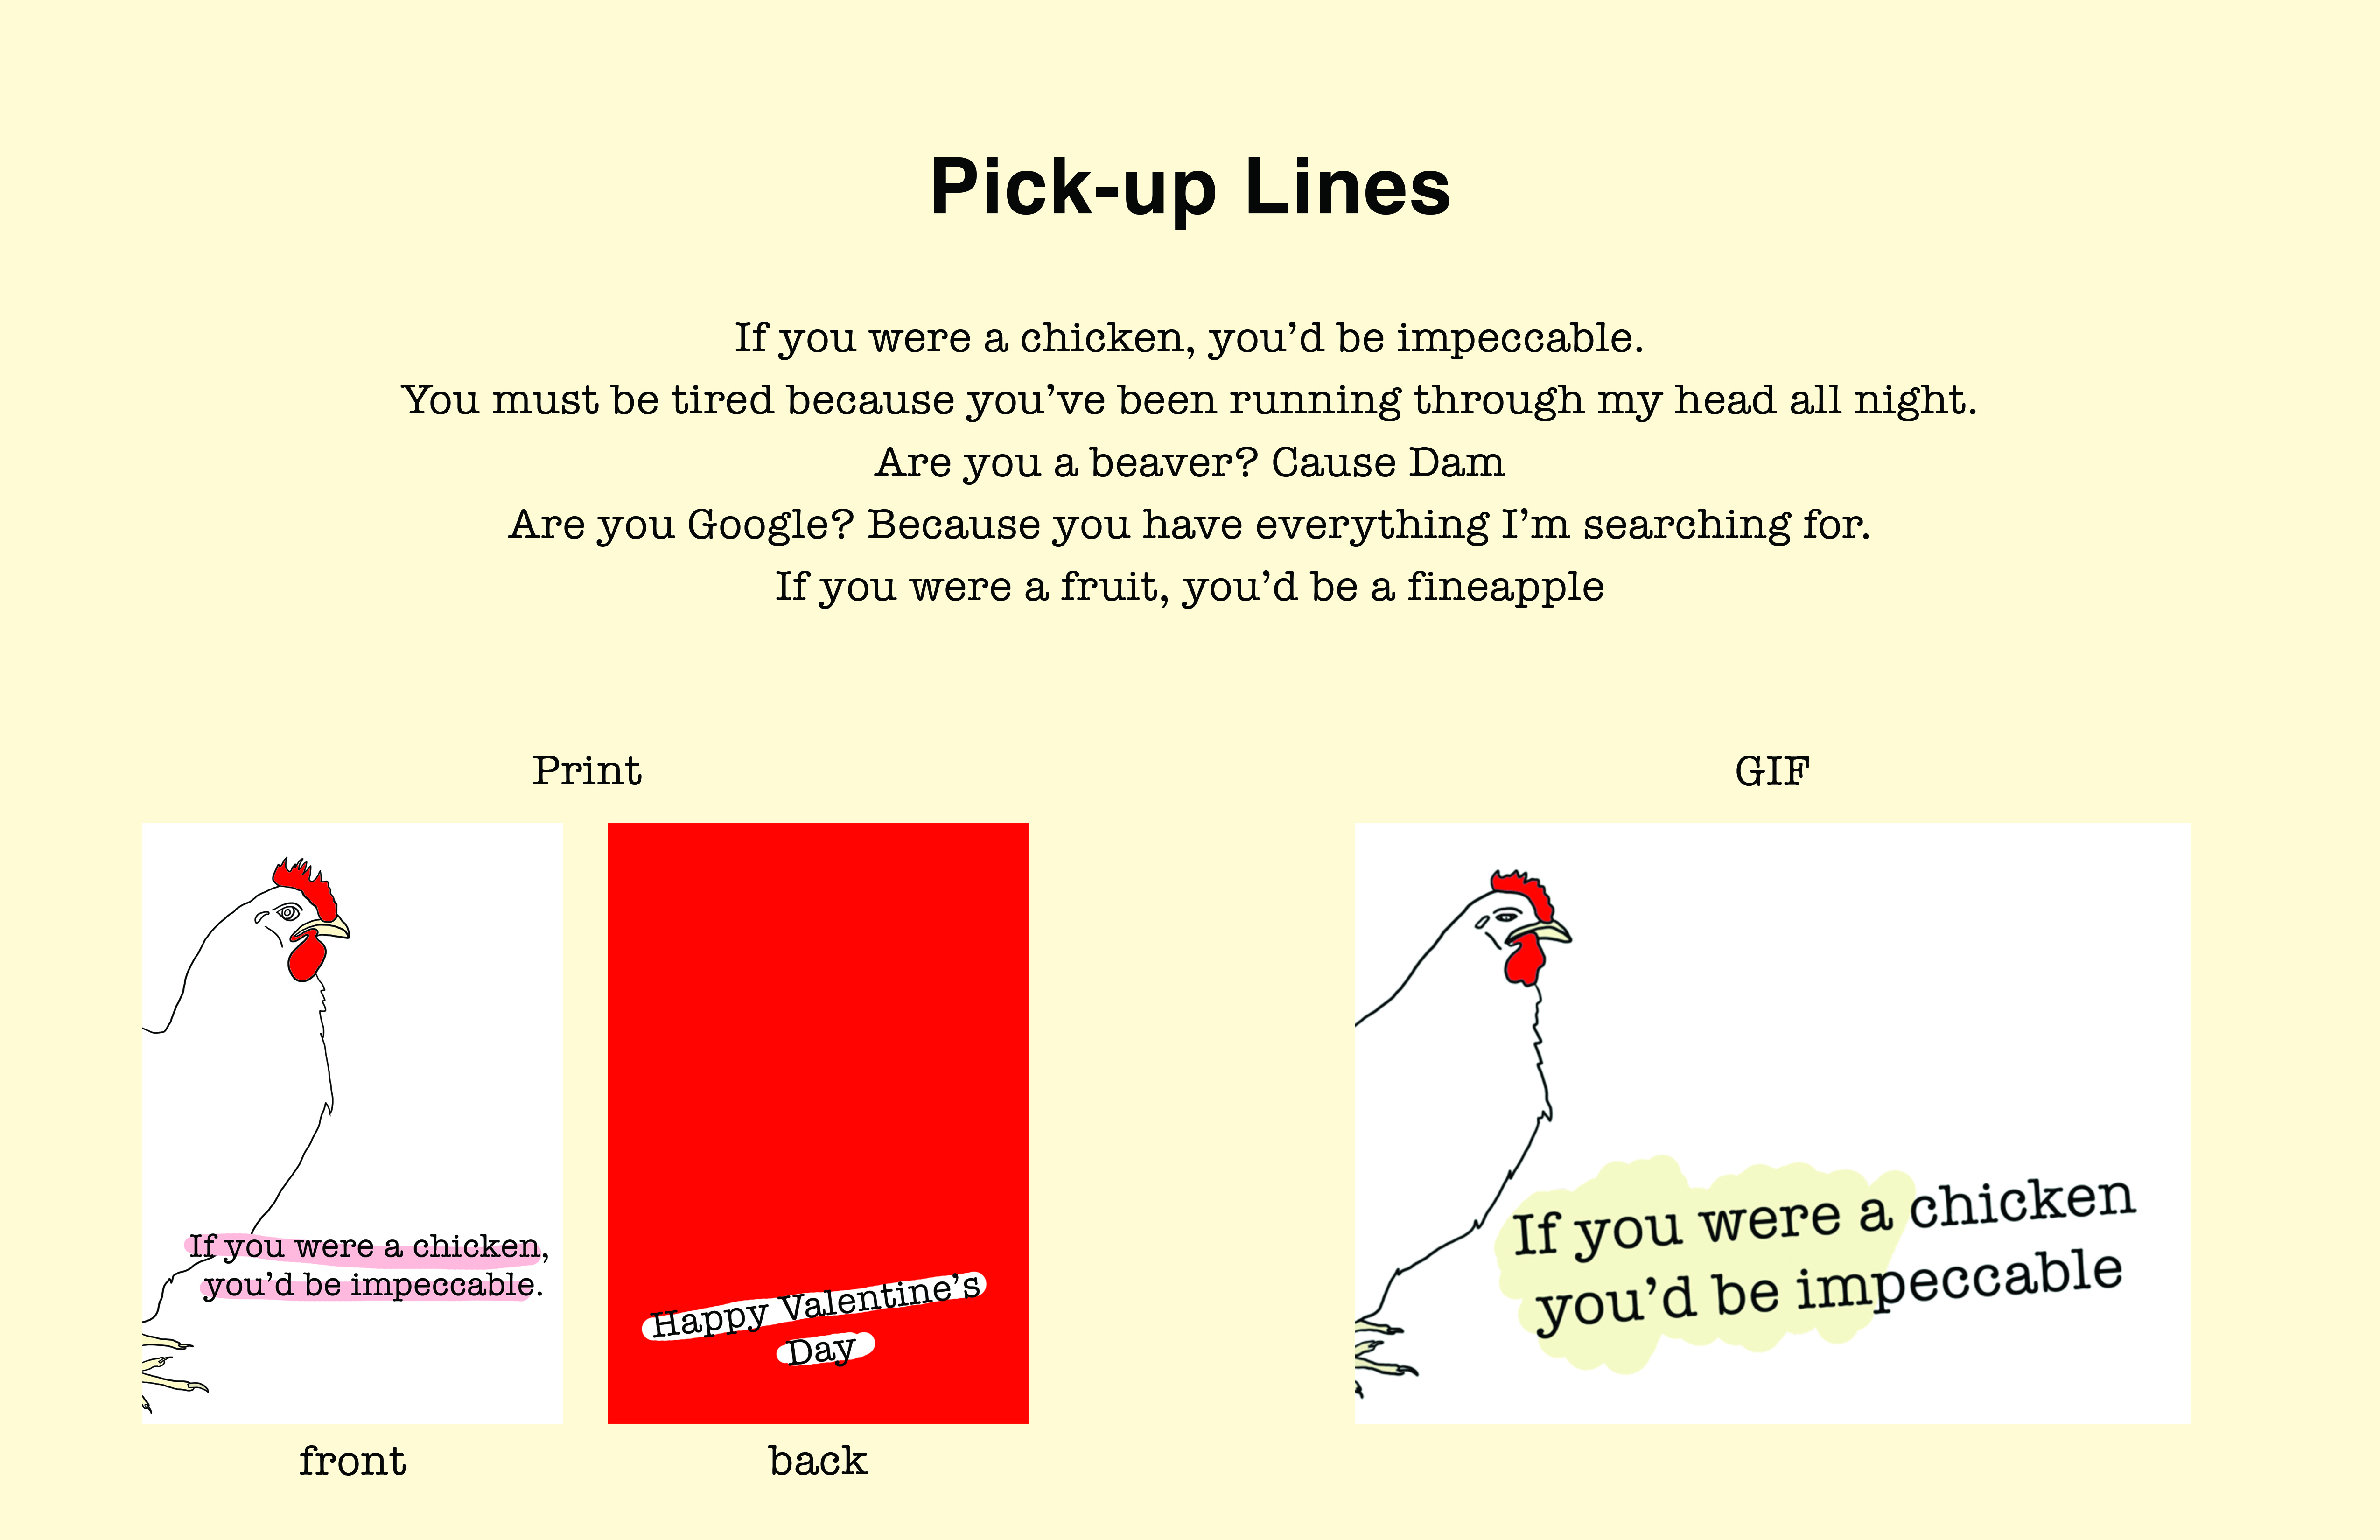 Pick-up Lines
If you were a chicken, you’d be impeccable.
You must be tired because you’ve been running through my head all night.
Are you a beaver? Cause Dam
Are you Google? Because you have everything I’m searching for.
If you were a fruit, you’d be a fineapple
Print
If you were a chicken,
you’d be impeccable.
front
Happy Valentine’s
Day
back
GIF
If you were a chicken
you’d be impeccable